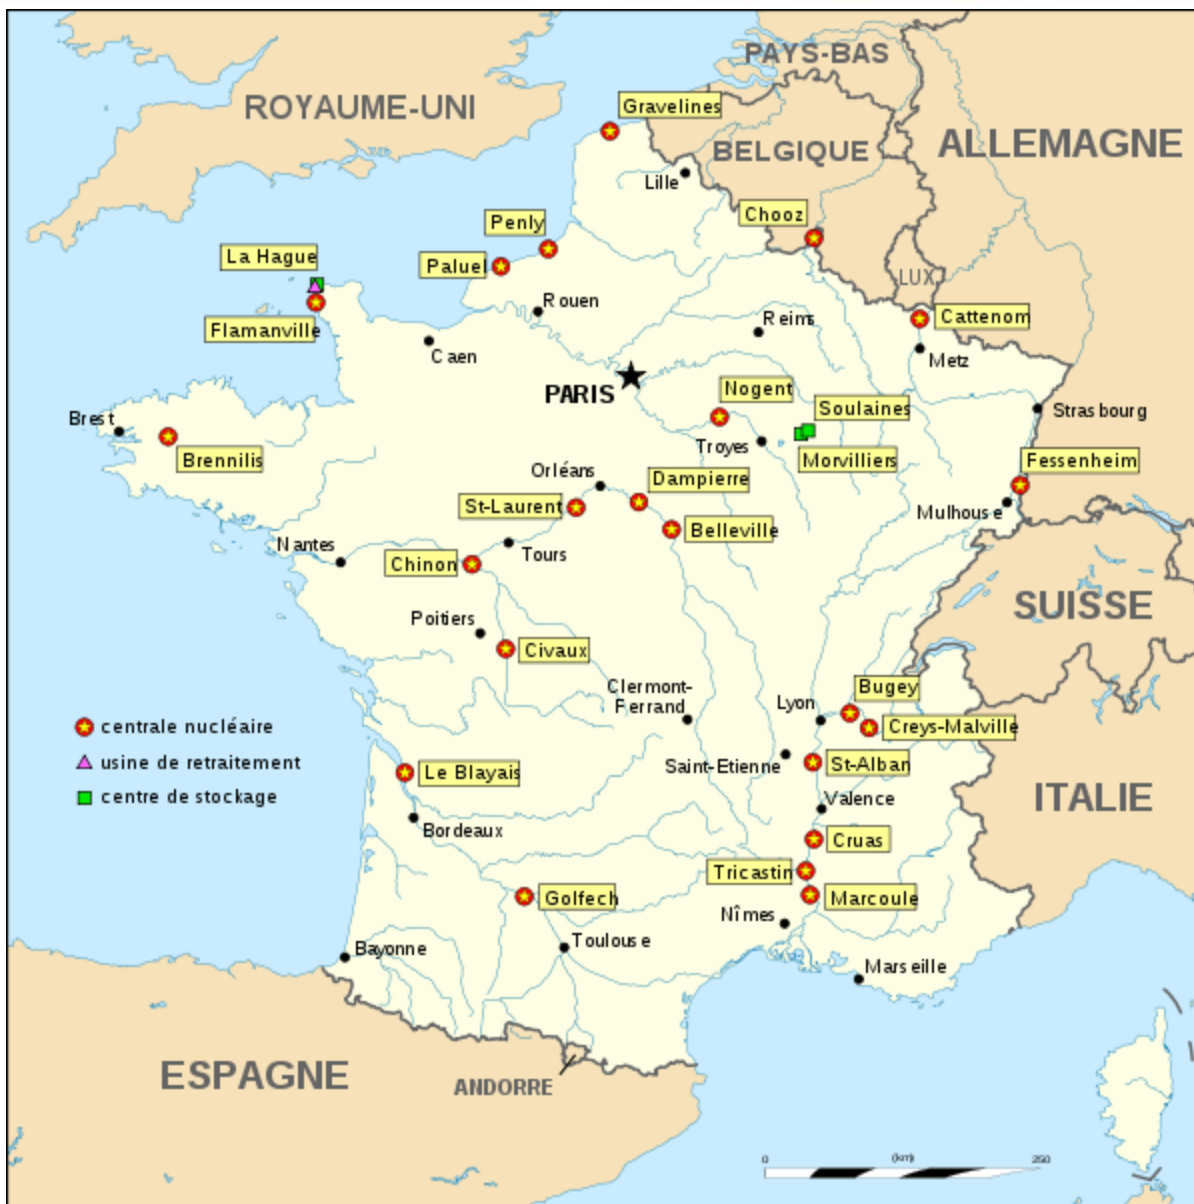 PAYS-BAS
ROYAUME-UNI
Gravelines
ALLEMAGNE
BELGIQUE
Lille
Chooz
Penly
La Hague
Paluel
LUX.
Rouen
Flamanville
Reims
Cattenom
Caen
Metz
PARIS
Nogent
Soulaines
Strasbourg
Brest
Troyes
Brennilis
Morvilliers
Fessenheim
Orléans
Dampierre
St-Laurent
Mulhouse
Belleville
Nantes
Tours
Chinon
SUISSE
Poitiers
Civaux
Clermont-
Ferrand
Bugey
Lyon
centrale nucléaire
Creys-Malville
usine de retraitement
Saint-Etienne
St-Alban
Le Blayais
centre de stockage
Valence
ITALIE
Bordeaux
Cruas
Tricastin
Golfech
Marcoule
Nîmes
Toulouse
Bayonne
Marseille
ESPAGNE
ANDORRE
0 (km) 250